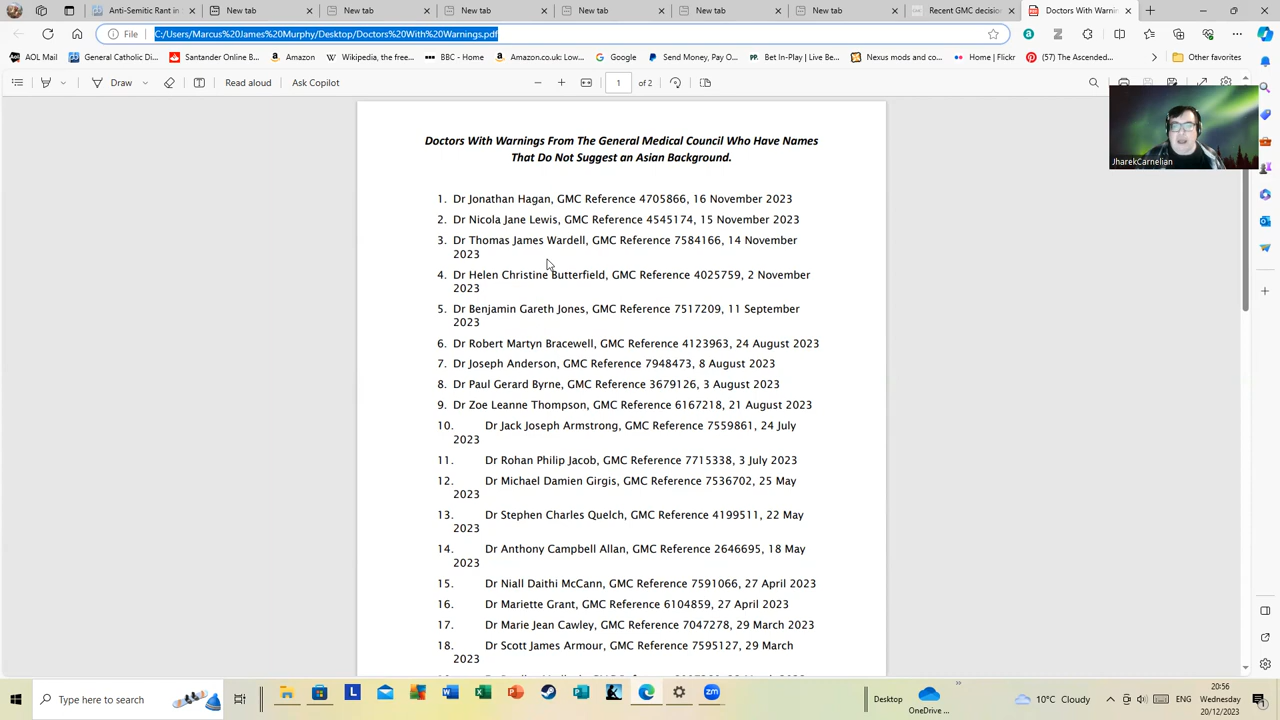 Anti-Semitic Rant in
New tab
New tab
New tab
New tab
New tab
New tab
Recent GMC decision
Doctors With Warnin
File
C:/Users/Marcus%20James%20Murphy/Desktop/Doctors%20With%20Warnings.pdf
AOL Mail
General Catholic Di...
Santander Online B...
Amazon
Wikipedia, the free...
BBC - Home
Amazon.co.uk: Low...
Google
Send Money, Pay O...
Bet In-Play | Live Be...
Nexus mods and co...
Home | Flickr
(57) The Ascended...
Other favorites
Draw
Read aloud
Ask Copilot
1 of 2
JharekCarnelian
Doctors With Warnings From The General Medical Council Who Have Names
That Do Not Suggest an Asian Background.
1. Dr Jonathan Hagan, GMC Reference 4705866, 16 November 2023
2. Dr Nicola Jane Lewis, GMC Reference 4545174, 15 November 2023
3. Dr Thomas James Wardell, GMC Reference 7584166, 14 November
2023
4. Dr Helen Christine Butterfield, GMC Reference 4025759, 2 November
2023
5. Dr Benjamin Gareth Jones, GMC Reference 7517209, 11 September
2023
6. Dr Robert Martyn Bracewell, GMC Reference 4123963, 24 August 2023
7. Dr Joseph Anderson, GMC Reference 7948473, 8 August 2023
8. Dr Paul Gerard Byrne, GMC Reference 3679126, 3 August 2023
9. Dr Zoe Leanne Thompson, GMC Reference 6167218, 21 August 2023
10. Dr Jack Joseph Armstrong, GMC Reference 7559861, 24 July
2023
11. Dr Rohan Philip Jacob, GMC Reference 7715338, 3 July 2023
12. Dr Michael Damien Girgis, GMC Reference 7536702, 25 May
2023
13. Dr Stephen Charles Quelch, GMC Reference 4199511, 22 May
2023
14. Dr Anthony Campbell Allan, GMC Reference 2646695, 18 May
2023
15. Dr Niall Daithi McCann, GMC Reference 7591066, 27 April 2023
16. Dr Mariette Grant, GMC Reference 6104859, 27 April 2023
17. Dr Marie Jean Cawley, GMC Reference 7047278, 29 March 2023
18. Dr Scott James Armour, GMC Reference 7595127, 29 March
2023
Type here to search
Desktop
OneDrive ...
10°C Cloudy
ENG
20:56
Wednesday
20/12/2023